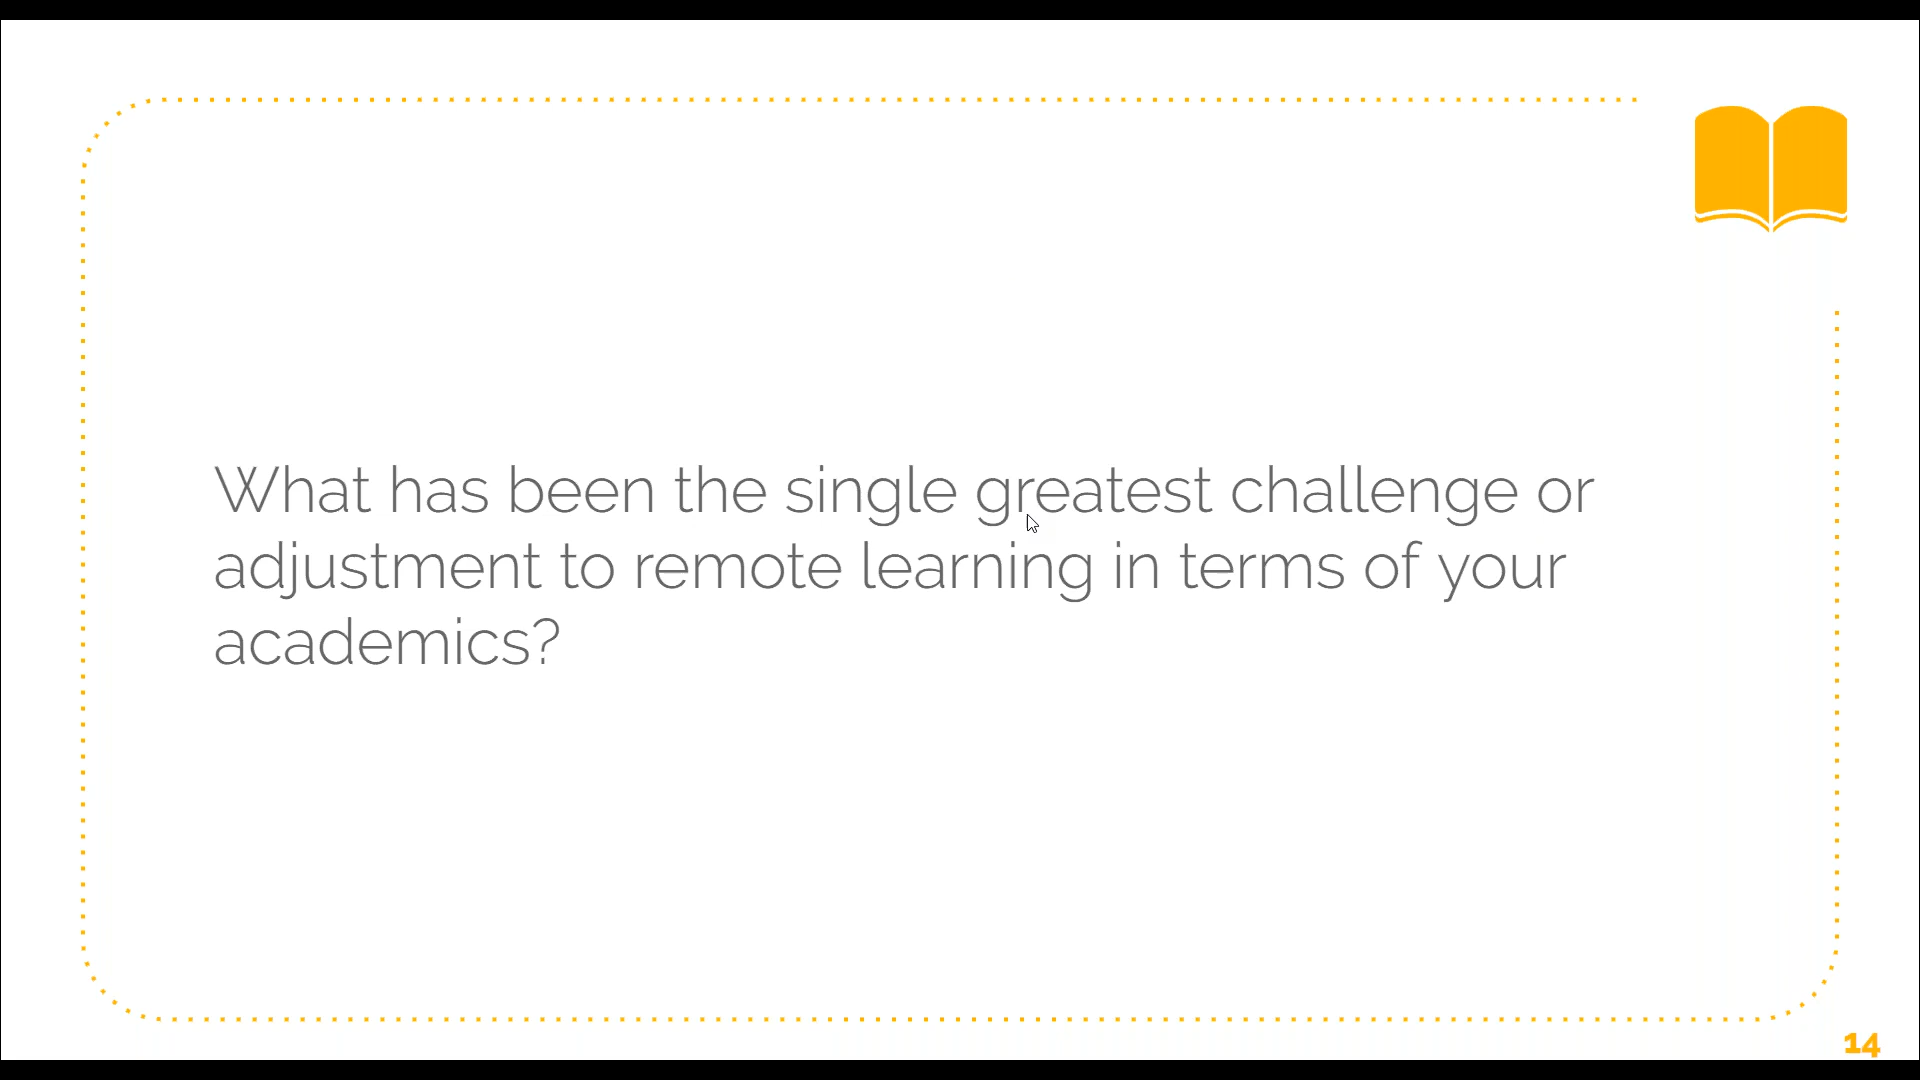 What has been the single greatest challenge or
adjustment to remote learning in terms of your
academics?
14